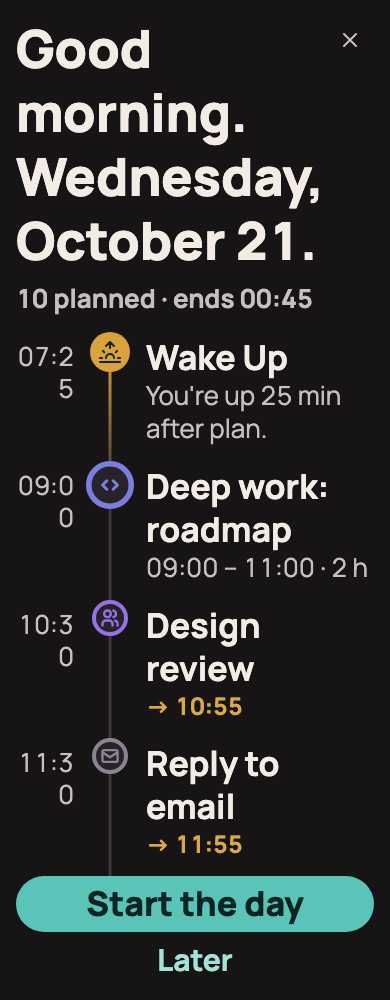 Good
morning.
Wednesday,
October 21.
10 planned · ends 00:45
07:2
5
Wake Up
You're up 25 min
after plan.
09:0
0
Deep work:
roadmap
09:00 – 11:00 · 2 h
10:3
0
Design
review
→ 10:55
11:3
0
Reply to
email
→ 11:55
Start the day
Later